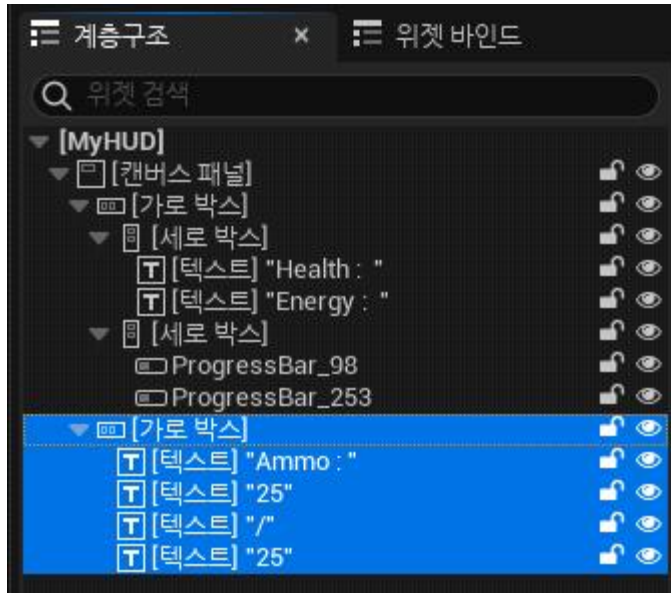 계층구조 × 위젯 바인드
위젯 검색
[MyHUD]
[캔버스 패널]
[가로 박스]
[세로 박스]
T [텍스트] "Health :  "
T [텍스트] "Energy :  "
[세로 박스]
ProgressBar_98
ProgressBar_253
[가로 박스]
T [텍스트] "Ammo : "
T [텍스트] "25"
T [텍스트] "/"
T [텍스트] "25"